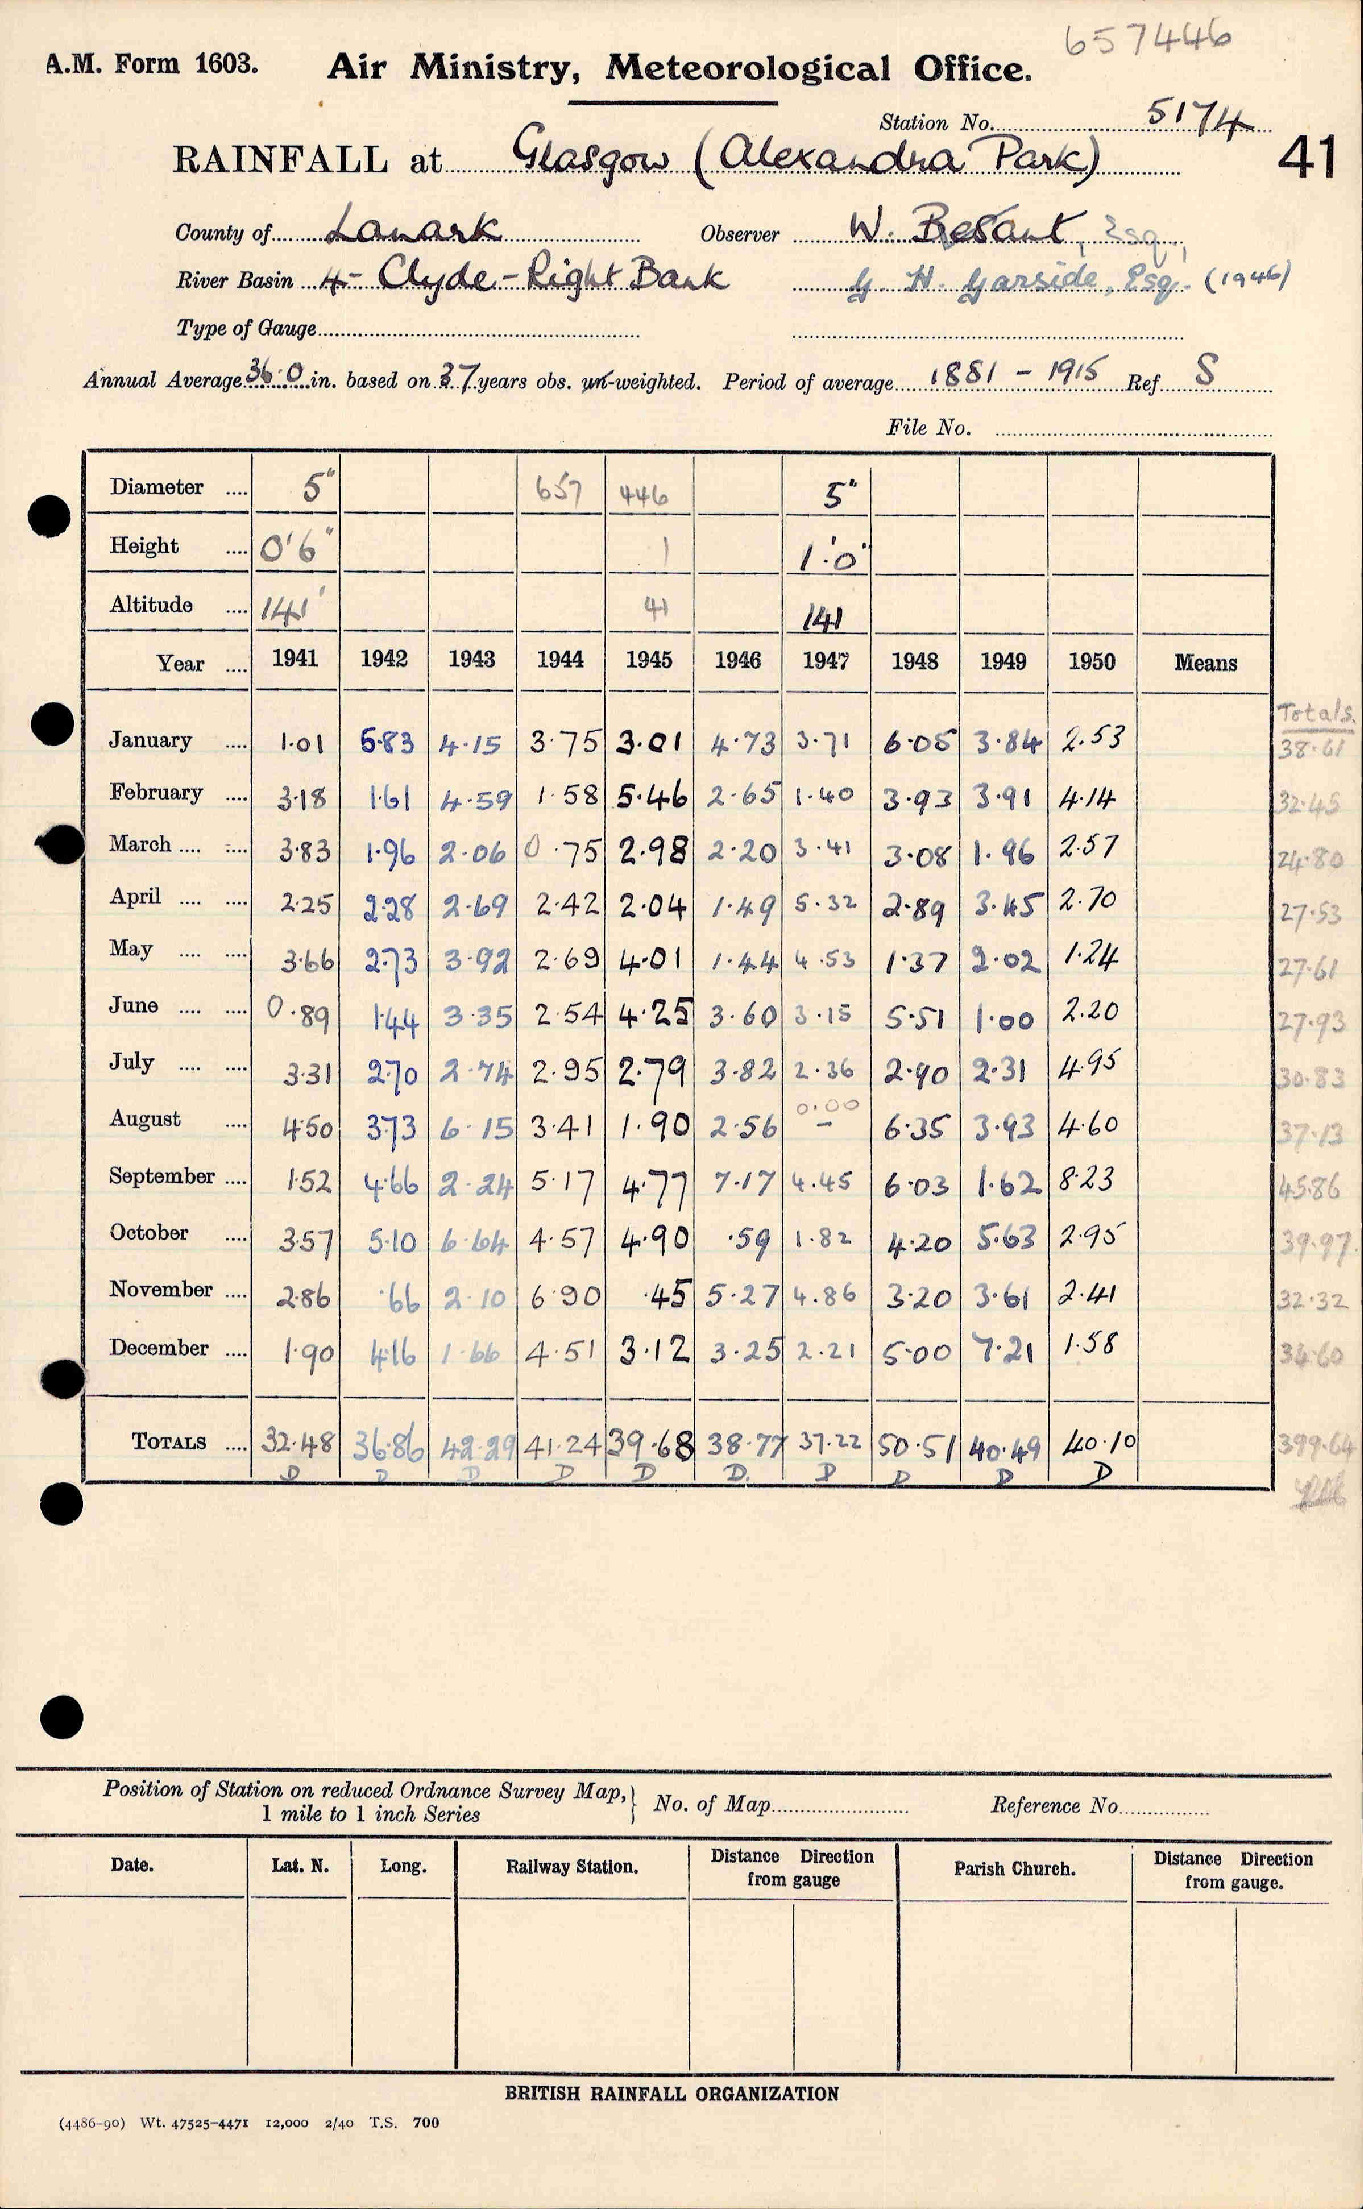 657446
A.M. Form 1603. Air Ministry, Meteorological Office.
Station No. 5174
RAINFALL at Glasgow (Alexandra Park) 41
County of Lanark Observer W. Besant, Esq.,
River Basin 4 - Clyde - Right Bank G. H. Garside, Esq. (1946)
Type of Gauge
Annual Average 36.0 in. based on 37 years obs. un-weighted. Period of average 1881 - 1915 Ref S
File No.
Diameter .... 5" 657 446 5"
Height .... 0'6" 1 1'.0"
Altitude .... 141' 41 141
Year .... 1941 1942 1943 1944 1945 1946 1947 1948 1949 1950 Means
Totals.
January .... 1.01 5.83 4.15 3.75 3.01 4.73 3.71 6.05 3.84 2.53 38.61
February .... 3.18 1.61 4.59 1.58 5.46 2.65 1.40 3.93 3.91 4.14 32.45
March .... .... 3.83 1.96 2.06 0.75 2.98 2.20 3.41 3.08 1.96 2.57 24.80
April .... .... 2.25 2.28 2.69 2.42 2.04 1.49 5.32 2.89 3.45 2.70 27.53
May .... .... 3.66 2.73 3.92 2.69 4.01 1.44 4.53 1.37 2.02 1.24 27.61
June .... .... 0.89 1.44 3.35 2.54 4.25 3.60 3.15 5.51 1.00 2.20 27.93
July .... .... 3.31 2.70 2.74 2.95 2.79 3.82 2.36 2.90 2.31 4.95 30.83
0.00
August .... 4.50 3.73 6.15 3.41 1.90 2.56 - 6.35 3.93 4.60 37.13
September .... 1.52 4.66 2.24 5.17 4.77 7.17 4.45 6.03 1.62 8.23 45.86
October .... 3.57 5.10 6.64 4.57 4.90 .59 1.82 4.20 5.63 2.95 39.97
November .... 2.86 .66 2.10 6.90 .45 5.27 4.86 3.20 3.61 2.41 32.32
December .... 1.90 4.16 1.66 4.51 3.12 3.25 2.21 5.00 7.21 1.58 34.60
TOTALS .... 32.48 36.86 42.29 41.24 39.68 38.77 37.22 50.51 40.49 40.10 399.64
D D D D D D. D D D D
Position of Station on reduced Ordnance Survey Map, } No. of Map Reference No.
1 mile to 1 inch Series
Date. Lat. N. Long. Railway Station. Distance Direction from gauge Parish Church. Distance Direction from gauge.
BRITISH RAINFALL ORGANIZATION
(4486-90) Wt. 47525-4471 12,000 2/40 T.S. 700